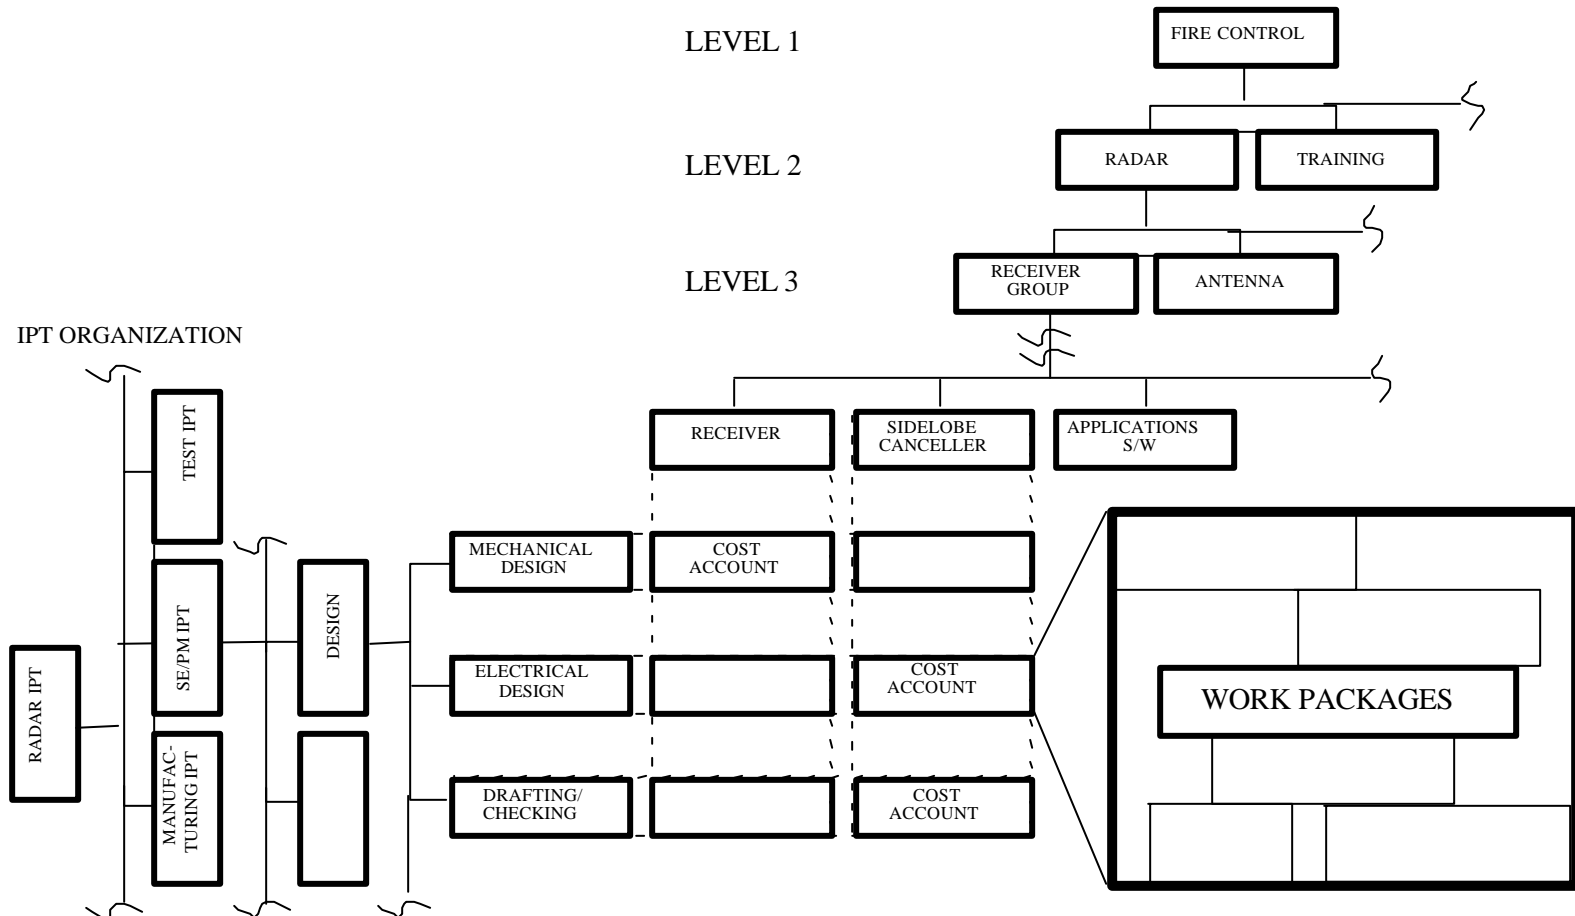 LEVEL 1
FIRE CONTROL
LEVEL 2
RADAR
TRAINING
LEVEL 3
RECEIVER
GROUP
ANTENNA
IPT ORGANIZATION
TEST IPT
RECEIVER
SIDELOBE
CANCELLER
APPLICATIONS
S/W
MECHANICAL
DESIGN
COST
ACCOUNT
RADAR IPT
SE/PM IPT
DESIGN
ELECTRICAL
DESIGN
COST
ACCOUNT
WORK PACKAGES
MANUFAC-
TURING IPT
DRAFTING/
CHECKING
COST
ACCOUNT